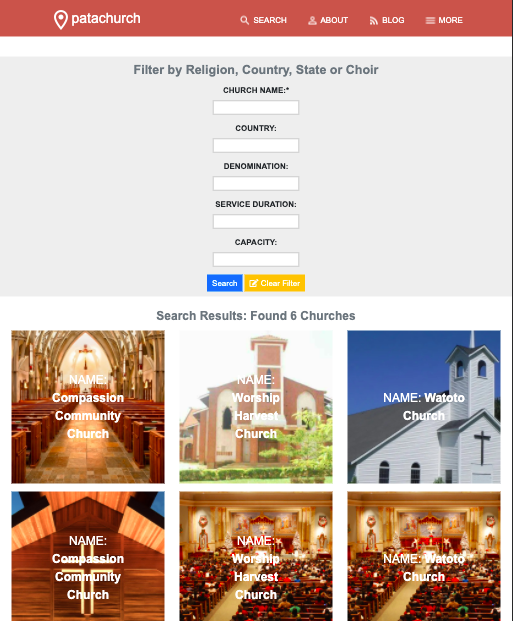 patachurch
SEARCH
ABOUT
BLOG
MORE
Filter by Religion, Country, State or Choir
CHURCH NAME:*
COUNTRY:
DENOMINATION:
SERVICE DURATION:
CAPACITY:
Search
Clear Filter
Search Results: Found 6 Churches
NAME:
Compassion
Community
Church
NAME:
Worship
Harvest
Church
NAME: Watoto
Church
NAME:
Compassion
Community
Church
NAME:
Worship
Harvest
Church
NAME: Watoto
Church